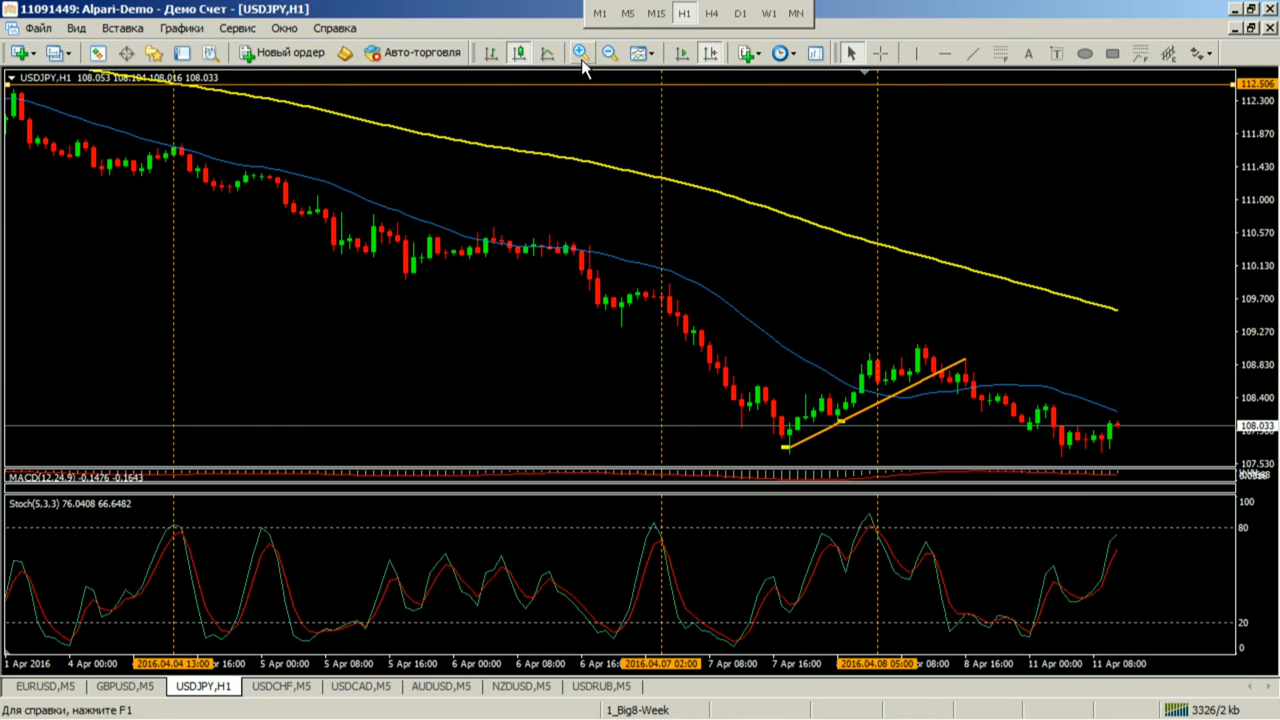 11091449: Alpari-Demo - Демо Счет - [USDJPY,H1]
M1 M5 M15 H1 H4 D1 W1 MN
Файл Вид Вставка Графики Сервис Окно Справка
Новый ордер Авто-торговля
USDJPY,H1 108.053 108.104 108.016 108.033
112.506
112.300
111.870
111.430
111.000
110.570
110.130
109.700
109.270
108.830
108.400
108.033
107.530
MACD(12,24,9) -0.1476 -0.1643
Stoch(5,3,3) 76.0408 66.6482
100
80
20
0
1 Apr 2016 4 Apr 00:00 2016.04.04 13:00 16:00 5 Apr 00:00 5 Apr 08:00 5 Apr 16:00 6 Apr 00:00 6 Apr 08:00 6 Apr 16: 2016.04.07 02:00 7 Apr 08:00 7 Apr 16:00 2016.04.08 05:00 08:00 8 Apr 16:00 11 Apr 00:00 11 Apr 08:00
EURUSD,M5 GBPUSD,M5 USDJPY,H1 USDCHF,M5 USDCAD,M5 AUDUSD,M5 NZDUSD,M5 USDRUB,M5
Для справки, нажмите F1 1_Big8-Week 3326/2 kb